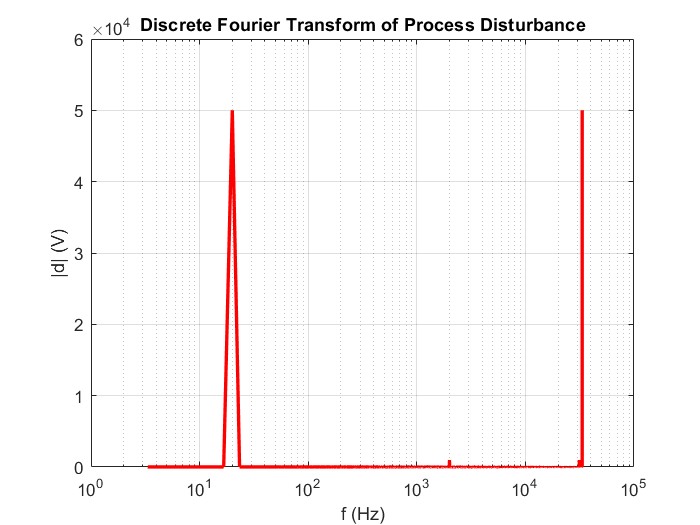 ×10⁴ Discrete Fourier Transform of Process Disturbance
6
5
4
3
2
1
0
|d| (V)
10⁰ 10¹ 10² 10³ 10⁴ 10⁵
f (Hz)